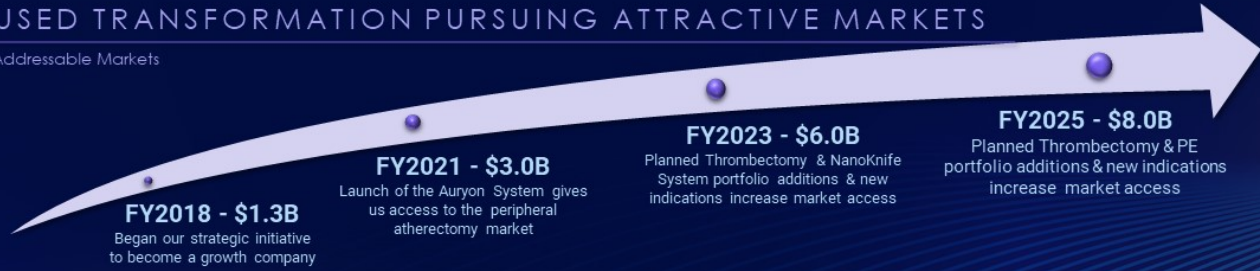 USED TRANSFORMATION PURSUING ATTRACTIVE MARKETS
Addressable Markets
FY2018 - $1.3B
Began our strategic initiative
to become a growth company
FY2021 - $3.0B
Launch of the Auryon System gives
us access to the peripheral
atherectomy market
FY2023 - $6.0B
Planned Thrombectomy & NanoKnife
System portfolio additions & new
indications increase market access
FY2025 - $8.0B
Planned Thrombectomy & PE
portfolio additions & new indications
increase market access